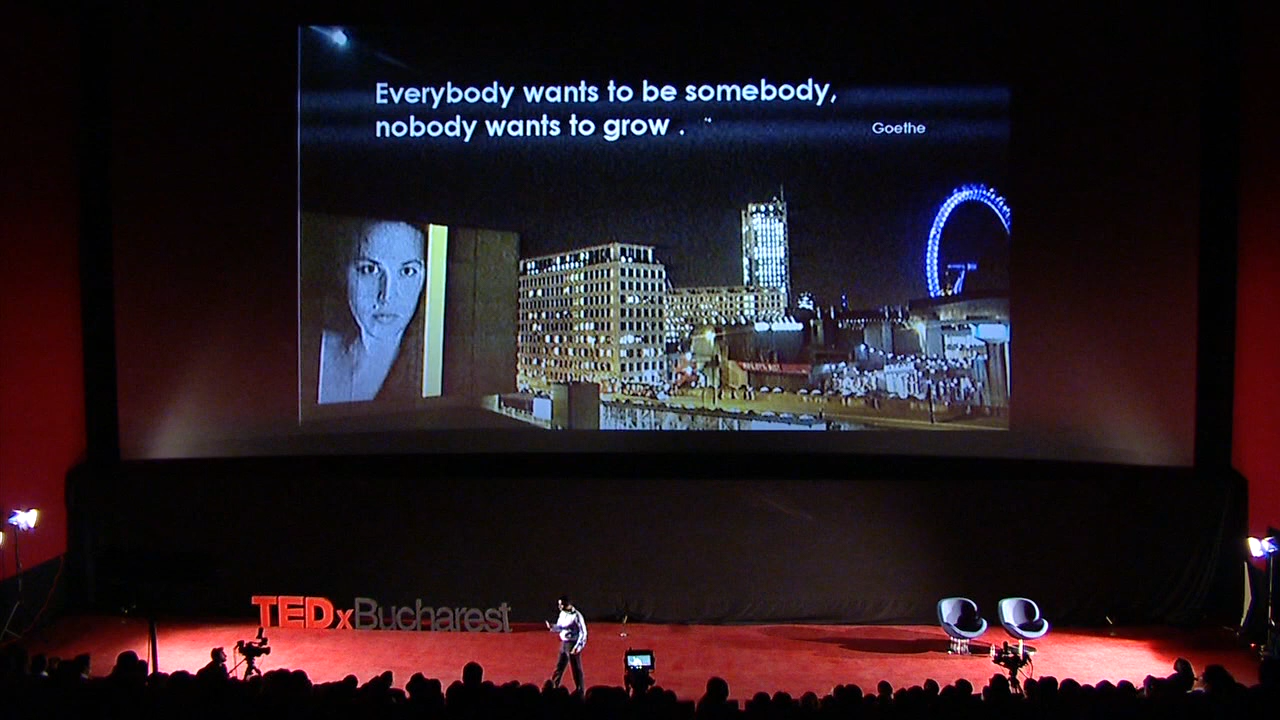 Everybody wants to be somebody,
nobody wants to grow . "
Goethe
TEDxBucharest